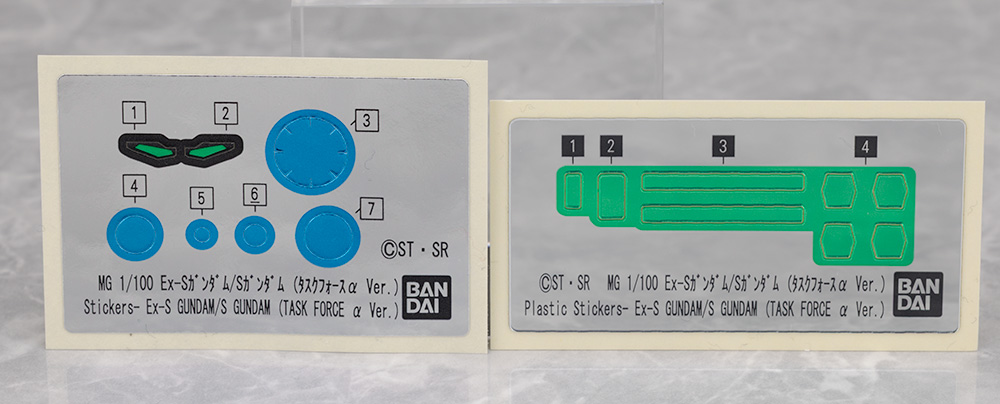 1
2
3
4
5
6
7
©ST・SR
MG 1/100 Ex-Sガンダム/Sガンダム (タスクフォースα Ver.)
Stickers- Ex-S GUNDAM/S GUNDAM (TASK FORCE α Ver.)
BAN
DAI
1
2
3
4
©ST・SR MG 1/100 Ex-Sガンダム/Sガンダム (タスクフォースα Ver.)
Plastic Stickers- Ex-S GUNDAM/S GUNDAM (TASK FORCE α Ver.)
BAN
DAI